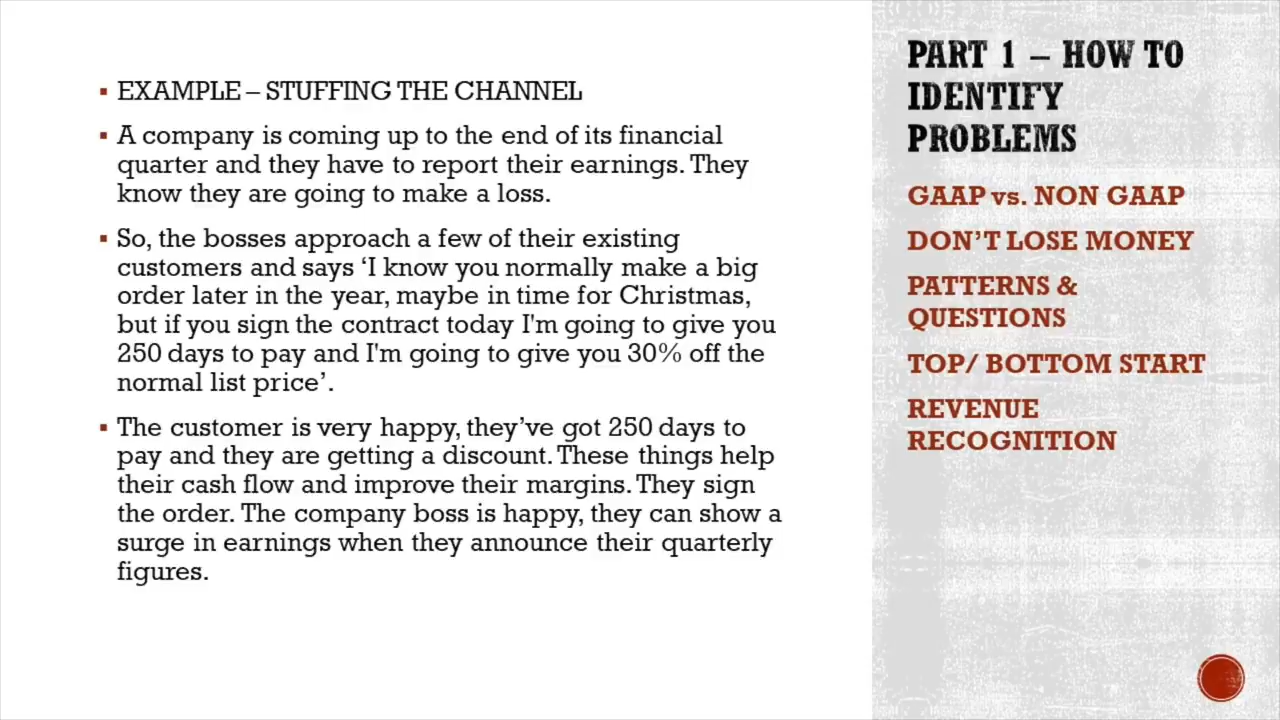 ▪ EXAMPLE – STUFFING THE CHANNEL
▪ A company is coming up to the end of its financial
quarter and they have to report their earnings. They
know they are going to make a loss.
▪ So, the bosses approach a few of their existing
customers and says ‘I know you normally make a big
order later in the year, maybe in time for Christmas,
but if you sign the contract today I'm going to give you
250 days to pay and I'm going to give you 30% off the
normal list price’.
▪ The customer is very happy, they’ve got 250 days to
pay and they are getting a discount. These things help
their cash flow and improve their margins. They sign
the order. The company boss is happy, they can show a
surge in earnings when they announce their quarterly
figures.
PART 1 – HOW TO
IDENTIFY
PROBLEMS
GAAP vs. NON GAAP
DON’T LOSE MONEY
PATTERNS &
QUESTIONS
TOP/ BOTTOM START
REVENUE
RECOGNITION